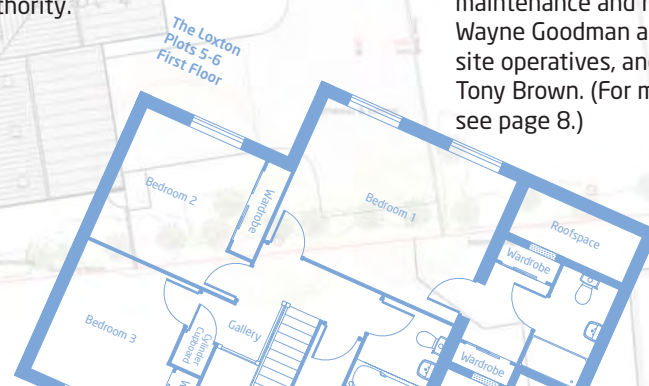 thority.
maintenance and
Wayne Goodman a
site operatives, an
Tony Brown. (For m
see page 8.)
The Loxton
Plots 5-6
First Floor
Bedroom 2
Wardrobe
Bedroom 1
Roofspace
Wardrobe
Bedroom 3
Cylinder
Cupboard
Gallery
Wardrobe
W